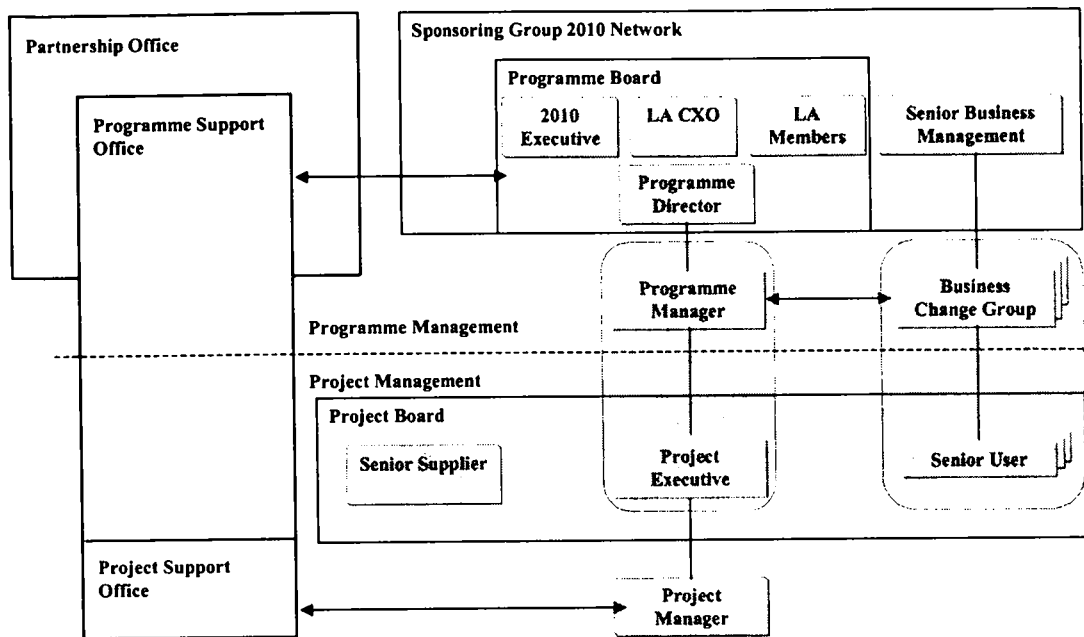 Partnership Office
Programme Support
Office
Sponsoring Group 2010 Network
Programme Board
2010
Executive
LA CXO
LA
Members
Senior Business
Management
Programme
Director
Programme
Manager
Business
Change Group
Programme Management
Project Management
Project Board
Senior Supplier
Project
Executive
Senior User
Project Support
Office
Project
Manager